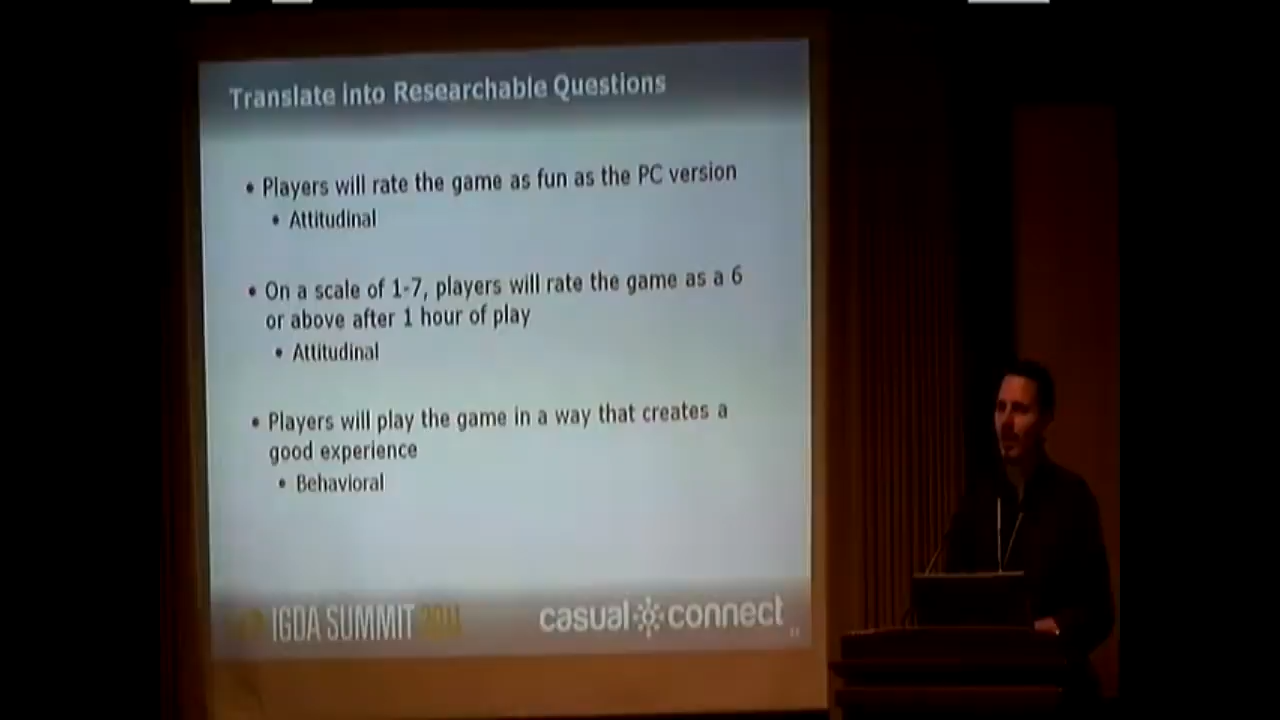 Translate into Researchable Questions
• Players will rate the game as fun as the PC version
• Attitudinal
• On a scale of 1-7, players will rate the game as a 6
or above after 1 hour of play
• Attitudinal
• Players will play the game in a way that creates a
good experience
• Behavioral
IGDA SUMMIT
casual connect